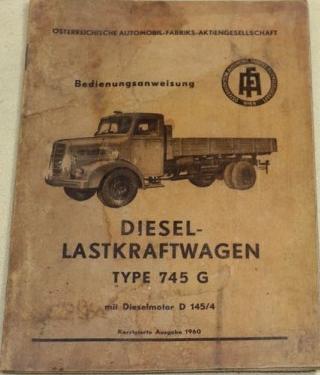 ÖSTERREICHISCHE AUTOMOBIL-FABRIKS-AKTIENGESELLSCHAFT
Bedienungsanweisung
DIESEL-
LASTKRAFTWAGEN
TYPE 745 G
mit Dieselmotor D 145/4
Korrigierte Ausgabe 1960